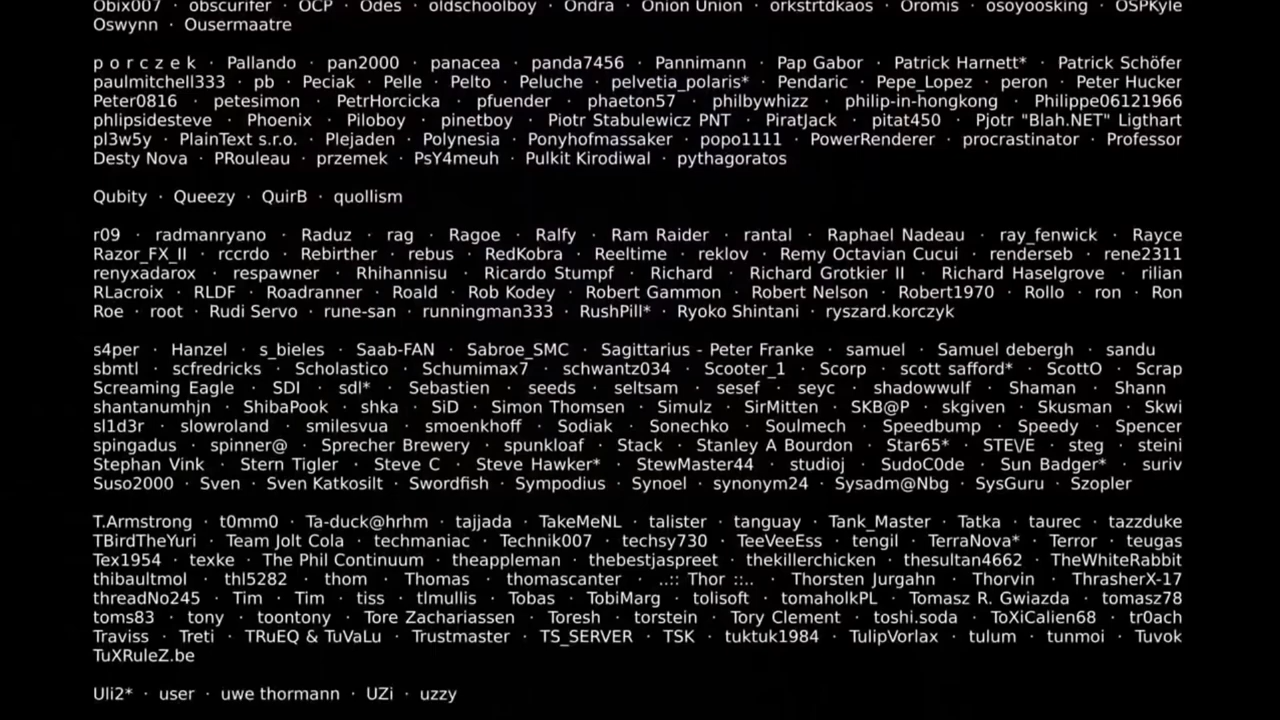 Obix007 · obscurifer · OCP · Odes · oldschoolboy · Ondra · Onion Union · orkstrtdkaos · Oromis · osoyoosking · OSPKyle
Oswynn · Ousermaatre
p o r c z e k · Pallando · pan2000 · panacea · panda7456 · Pannimann · Pap Gabor · Patrick Harnett* · Patrick Schöfer
paulmitchell333 · pb · Peciak · Pelle · Pelto · Peluche · pelvetia_polaris* · Pendaric · Pepe_Lopez · peron · Peter Hucker
Peter0816 · petesimon · PetrHorcicka · pfuender · phaeton57 · philbywhizz · philip-in-hongkong · Philippe06121966
phlipsidesteve · Phoenix · Piloboy · pinetboy · Piotr Stabulewicz PNT · PiratJack · pitat450 · Pjotr "Blah.NET" Ligthart
pl3w5y · PlainText s.r.o. · Plejaden · Polynesia · Ponyhofmassaker · popo1111 · PowerRenderer · procrastinator · Professor
Desty Nova · PRouleau · przemek · PsY4meuh · Pulkit Kirodiwal · pythagoratos
Qubity · Queezy · QuirB · quollism
r09 · radmanryano · Raduz · rag · Ragoe · Ralfy · Ram Raider · rantal · Raphael Nadeau · ray_fenwick · Rayce
Razor_FX_II · rccrdo · Rebirther · rebus · RedKobra · Reeltime · reklov · Remy Octavian Cucui · renderseb · rene2311
renyxadarox · respawner · Rhihannisu · Ricardo Stumpf · Richard · Richard Grotkier II · Richard Haselgrove · rilian
RLacroix · RLDF · Roadranner · Roald · Rob Kodey · Robert Gammon · Robert Nelson · Robert1970 · Rollo · ron · Ron
Roe · root · Rudi Servo · rune-san · runningman333 · RushPill* · Ryoko Shintani · ryszard.korczyk
s4per · Hanzel · s_bieles · Saab-FAN · Sabroe_SMC · Sagittarius - Peter Franke · samuel · Samuel debergh · sandu
sbmtl · scfredricks · Scholastico · Schumimax7 · schwantz034 · Scooter_1 · Scorp · scott safford* · ScottO · Scrap
Screaming Eagle · SDI · sdl* · Sebastien · seeds · seltsam · sesef · seyc · shadowwulf · Shaman · Shann
shantanumhjn · ShibaPook · shka · SiD · Simon Thomsen · Simulz · SirMitten · SKB@P · skgiven · Skusman · Skwi
sl1d3r · slowroland · smilesvua · smoenkhoff · Sodiak · Sonechko · Soulmech · Speedbump · Speedy · Spencer
spingadus · spinner@ · Sprecher Brewery · spunkloaf · Stack · Stanley A Bourdon · Star65* · STE\/E · steg · steini
Stephan Vink · Stern Tigler · Steve C · Steve Hawker* · StewMaster44 · studioj · SudoC0de · Sun Badger* · suriv
Suso2000 · Sven · Sven Katkosilt · Swordfish · Sympodius · Synoel · synonym24 · Sysadm@Nbg · SysGuru · Szopler
T.Armstrong · t0mm0 · Ta-duck@hrhm · tajjada · TakeMeNL · talister · tanguay · Tank_Master · Tatka · taurec · tazzduke
TBirdTheYuri · Team Jolt Cola · techmaniac · Technik007 · techsy730 · TeeVeeEss · tengil · TerraNova* · Terror · teugas
Tex1954 · texke · The Phil Continuum · theappleman · thebestjaspreet · thekillerchicken · thesultan4662 · TheWhiteRabbit
thibaultmol · thl5282 · thom · Thomas · thomascanter · ..:: Thor ::.. · Thorsten Jurgahn · Thorvin · ThrasherX-17
threadNo245 · Tim · Tim · tiss · tlmullis · Tobas · TobiMarg · tolisoft · tomaholkPL · Tomasz R. Gwiazda · tomasz78
toms83 · tony · toontony · Tore Zachariassen · Toresh · torstein · Tory Clement · toshi.soda · ToXiCalien68 · tr0ach
Traviss · Treti · TRuEQ & TuVaLu · Trustmaster · TS_SERVER · TSK · tuktuk1984 · TulipVorlax · tulum · tunmoi · Tuvok
TuXRuleZ.be
Uli2* · user · uwe thormann · UZi · uzzy